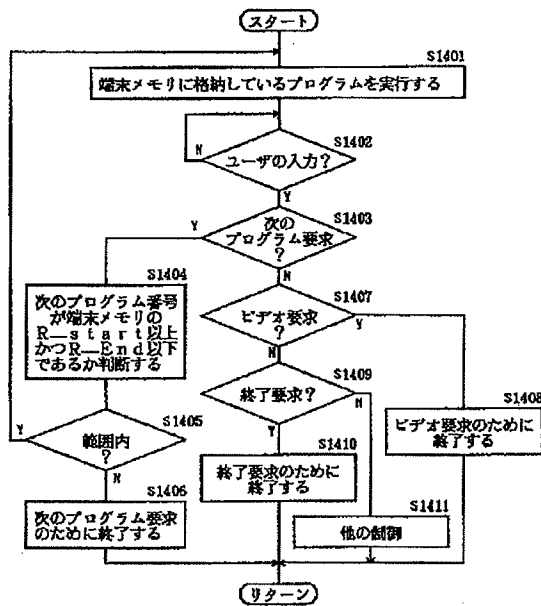 スタート
S1401
端末メモリに格納しているプログラムを実行する
S1402
N
ユーザの入力?
Y
S1403
Y
次の
プログラム要求
?
N
S1404
次のプログラム番号
が端末メモリの
R_start以上
かつR_End以下
であるか判断する
S1407
ビデオ要求
?
Y
N
S1409
終了要求?
N
Y
S1408
ビデオ要求のために
終了する
S1405
Y
範囲内
?
N
S1410
終了要求のために
終了する
S1406
次のプログラム要求
のために終了する
S1411
他の制御
リターン